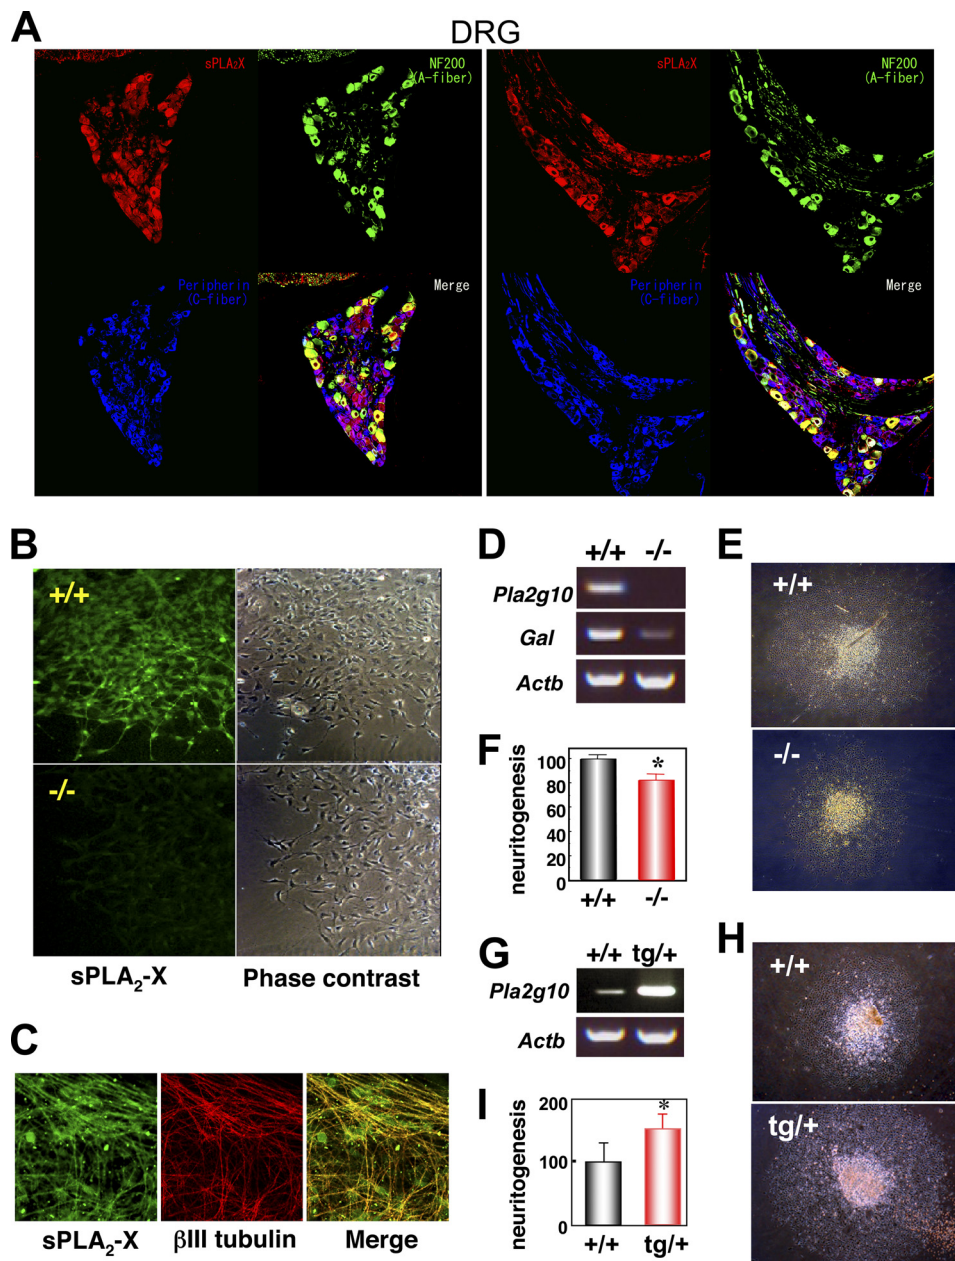 A
DRG
sPLA₂X
NF200
(A-fiber)
sPLA₂X
NF200
(A-fiber)
Peripherin
(C-fiber)
Merge
Peripherin
(C-fiber)
Merge
B
+/+
-/-
sPLA₂-X
Phase contrast
C
sPLA₂-X
βIII tubulin
Merge
D
+/+ -/-
Pla2g10
Gal
Actb
E
+/+
-/-
F
neuritogenesis
100
80
60
40
20
0
*
+/+
-/-
G
+/+ tg/+
Pla2g10
Actb
H
+/+
tg/+
I
neuritogenesis
200
100
0
*
+/+
tg/+